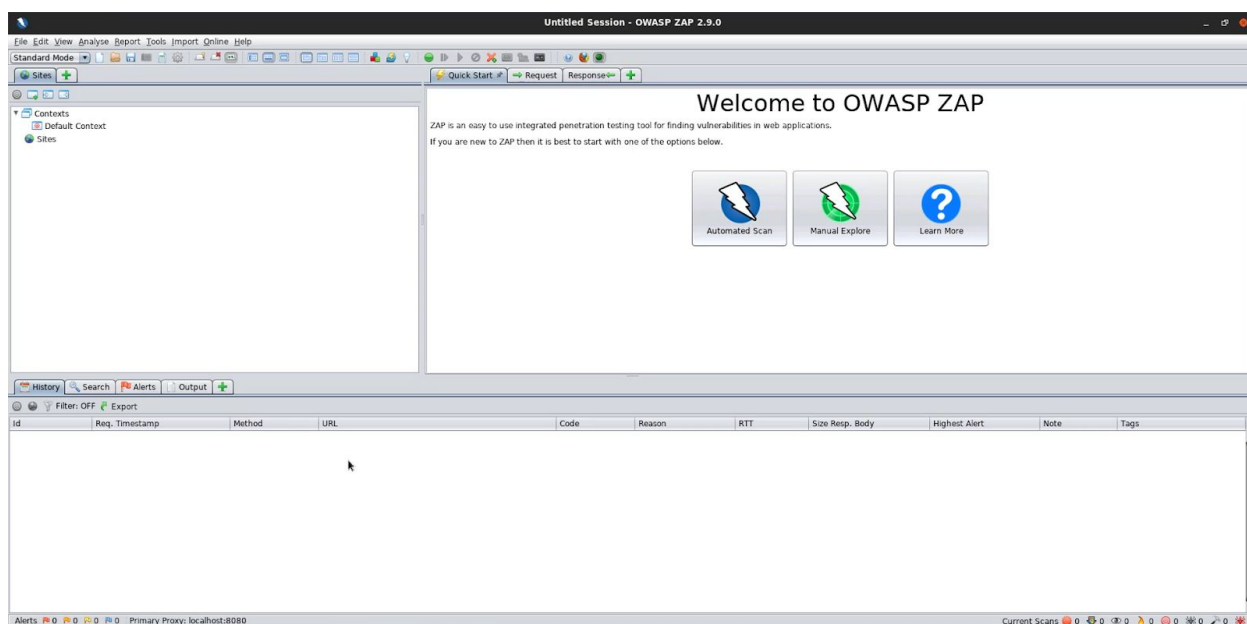 Untitled Session - OWASP ZAP 2.9.0
File Edit View Analyse Report Tools Import Online Help
Standard Mode
Sites
Quick Start Request Response
Contexts
Default Context
Sites
Welcome to OWASP ZAP
ZAP is an easy to use integrated penetration testing tool for finding vulnerabilities in web applications.
If you are new to ZAP then it is best to start with one of the options below.
Automated Scan Manual Explore Learn More
History Search Alerts Output
Filter: OFF Export
Id Req. Timestamp Method URL Code Reason RTT Size Resp. Body Highest Alert Note Tags
Alerts 0 0 0 0 Primary Proxy: localhost:8080 Current Scans 0 0 0 0 0 0 0